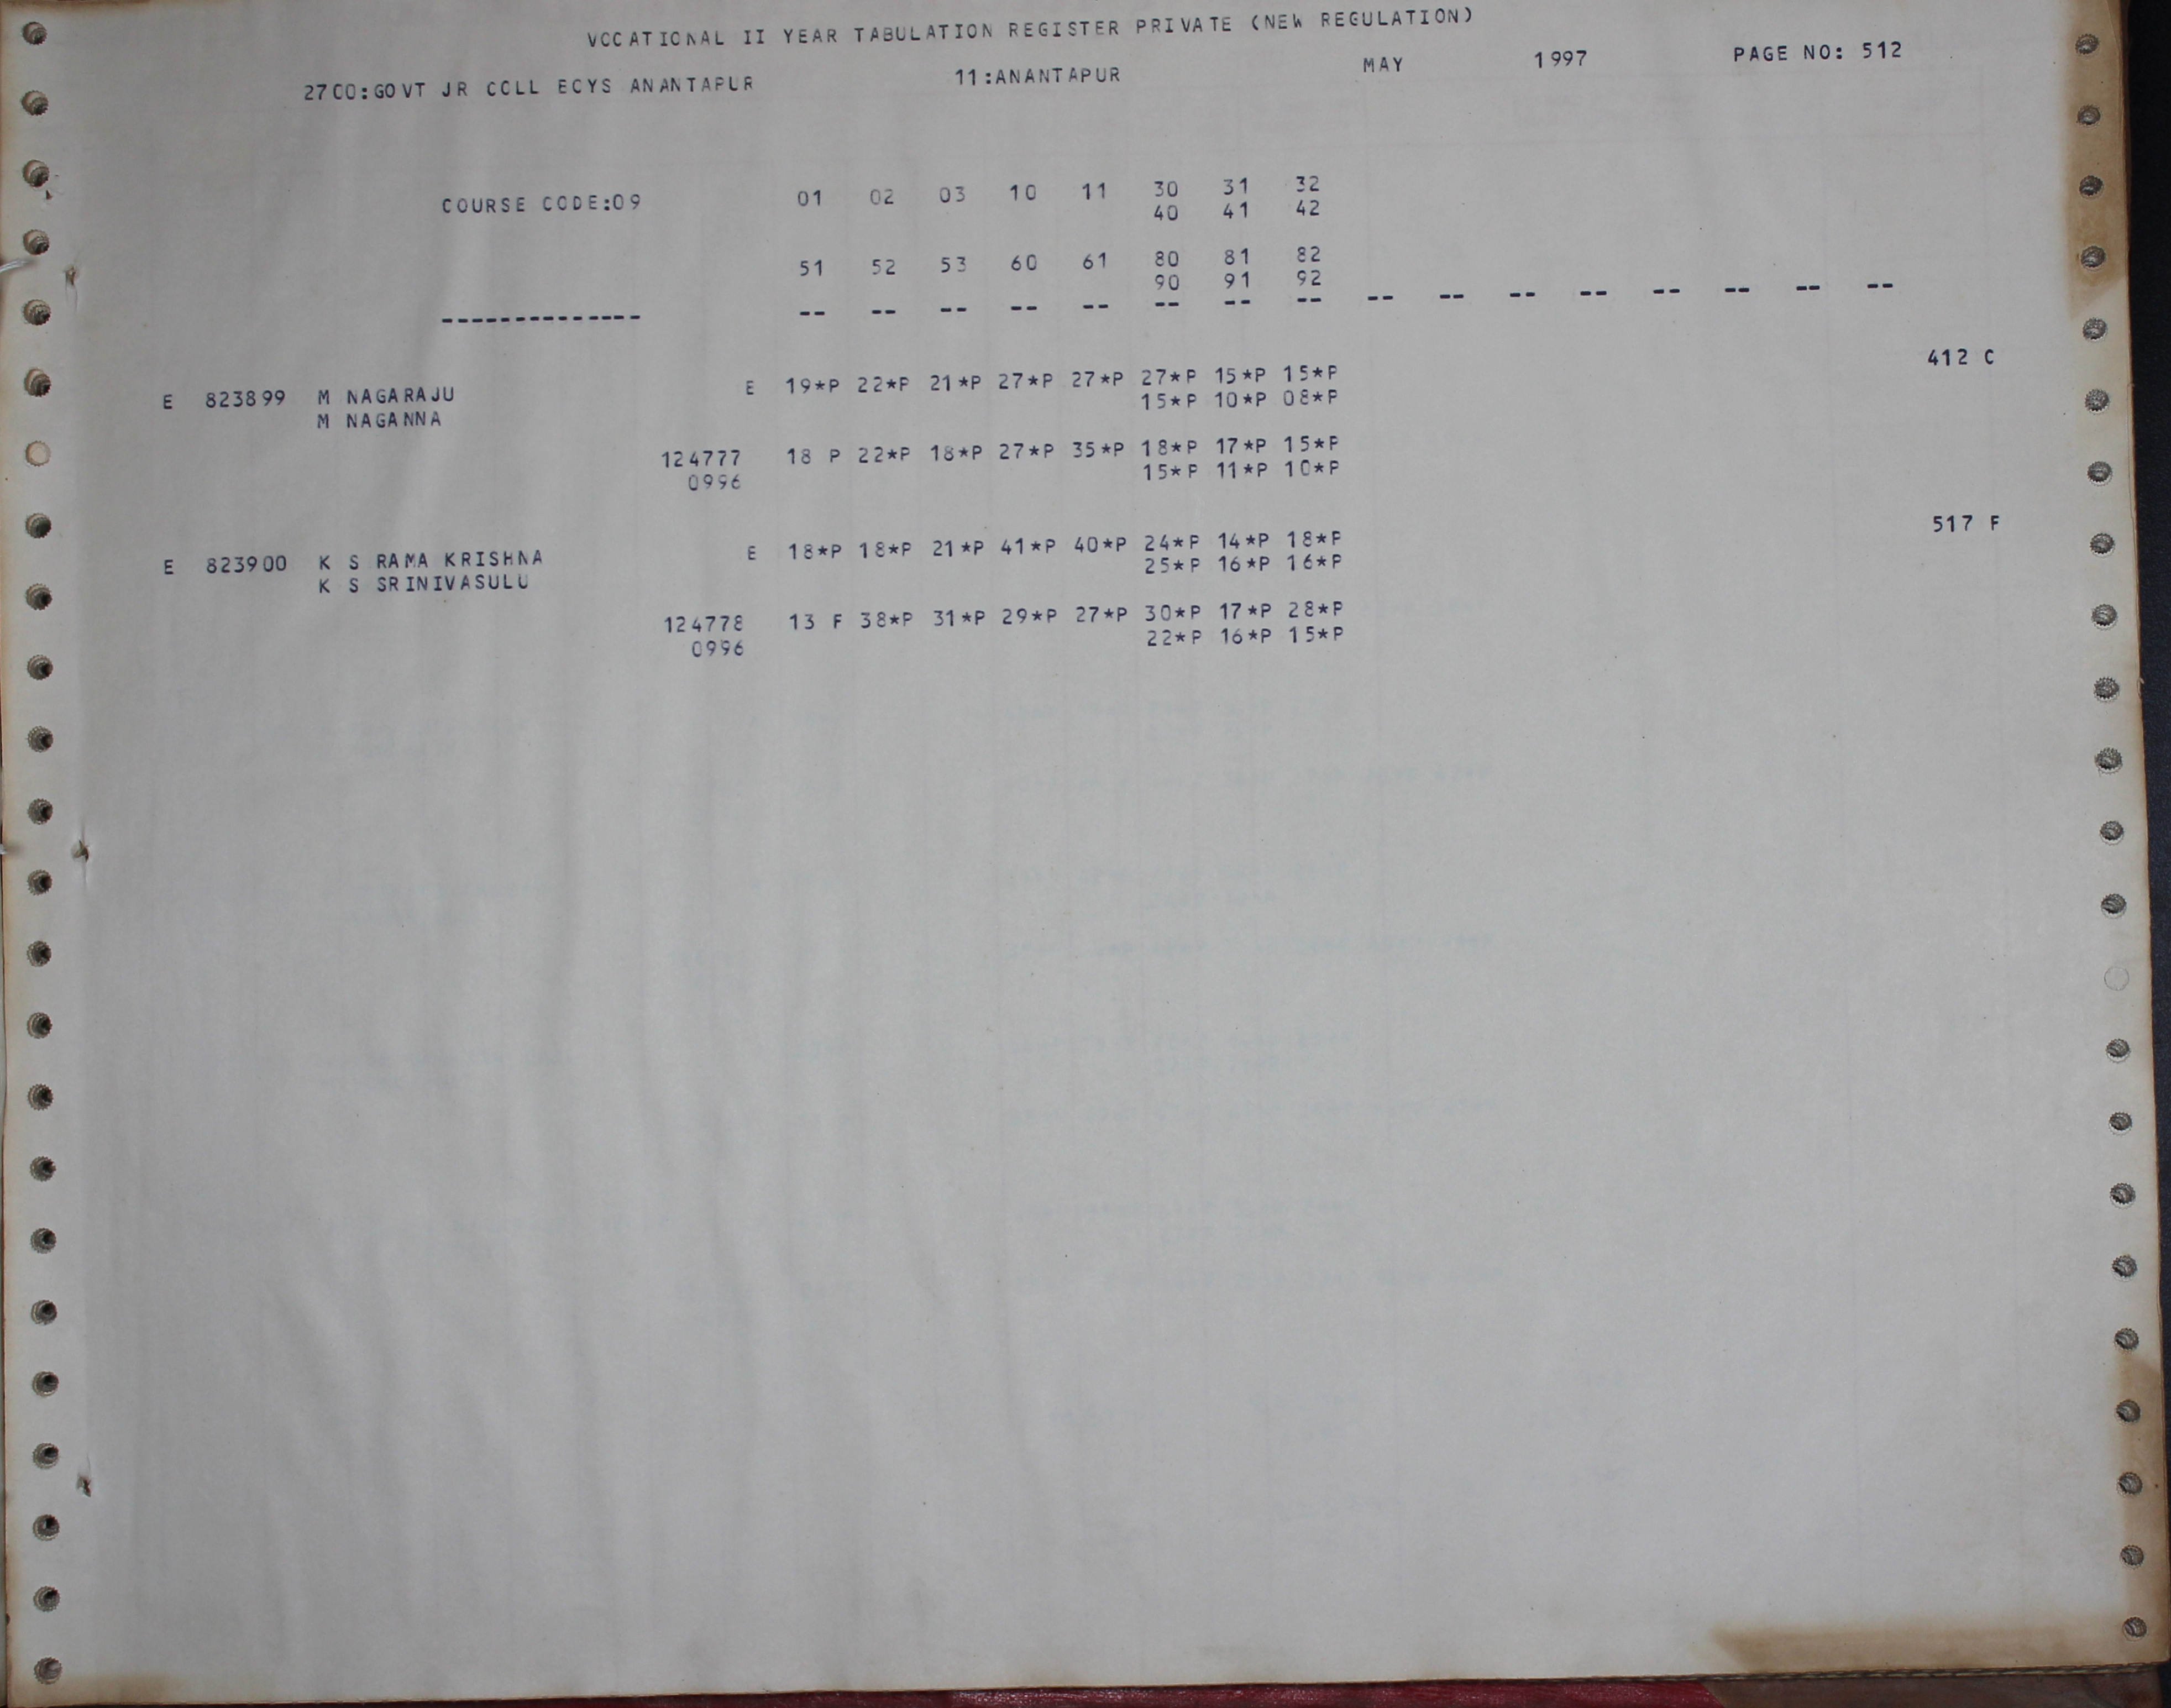 VOCATIONAL II YEAR TABULATION REGISTER PRIVATE (NEW REGULATION)
2700:GOVT JR COLL BOYS ANANTAPUR 11:ANANTAPUR MAY 1997 PAGE NO: 512
COURSE CODE:09 01 02 03 10 11 30 31 32
40 41 42
51 52 53 60 61 80 81 82
90 91 92
-------------- -- -- -- -- -- -- -- -- -- -- -- -- -- -- -- --
412 C
E 823899 M NAGARAJU E 19*P 22*P 21*P 27*P 27*P 27*P 15*P 15*P
M NAGANNA 15*P 10*P 08*P
124777 18 P 22*P 18*P 27*P 35*P 18*P 17*P 15*P
0996 15*P 11*P 10*P
517 F
E 823900 K S RAMA KRISHNA E 18*P 18*P 21*P 41*P 40*P 24*P 14*P 18*P
K S SRINIVASULU 25*P 16*P 16*P
124778 13 F 38*P 31*P 29*P 27*P 30*P 17*P 28*P
0996 22*P 16*P 15*P